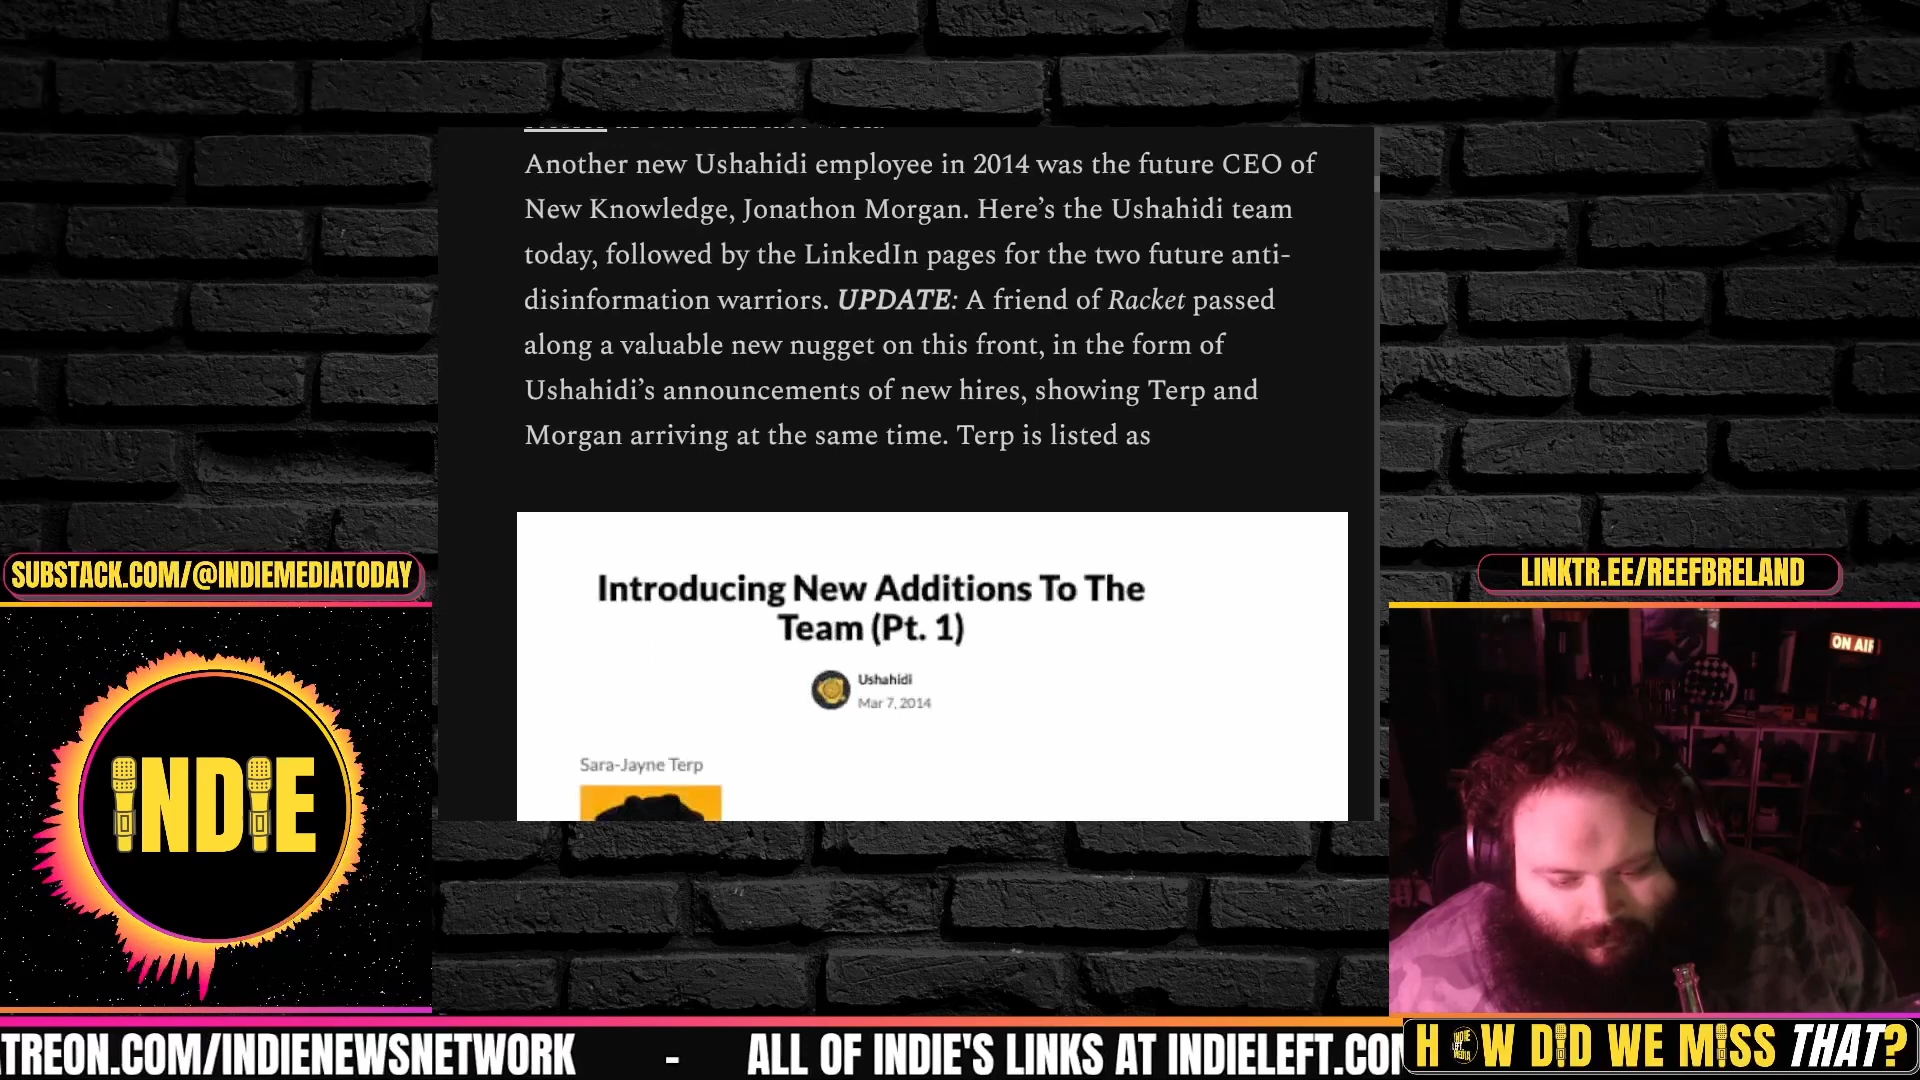 Another new Ushahidi employee in 2014 was the future CEO of
New Knowledge, Jonathon Morgan. Here’s the Ushahidi team
today, followed by the LinkedIn pages for the two future anti-
disinformation warriors. UPDATE: A friend of Racket passed
along a valuable new nugget on this front, in the form of
Ushahidi’s announcements of new hires, showing Terp and
Morgan arriving at the same time. Terp is listed as
Introducing New Additions To The
Team (Pt. 1)
Ushahidi
Mar 7, 2014
Sara-Jayne Terp
SUBSTACK.COM/@INDIEMEDIATODAY
INDIE
LINKTR.EE/REEFBRELAND
ON AIR
TREON.COM/INDIENEWSNETWORK - ALL OF INDIE'S LINKS AT INDIELEFT.COM
HOW DID WE MISS THAT?